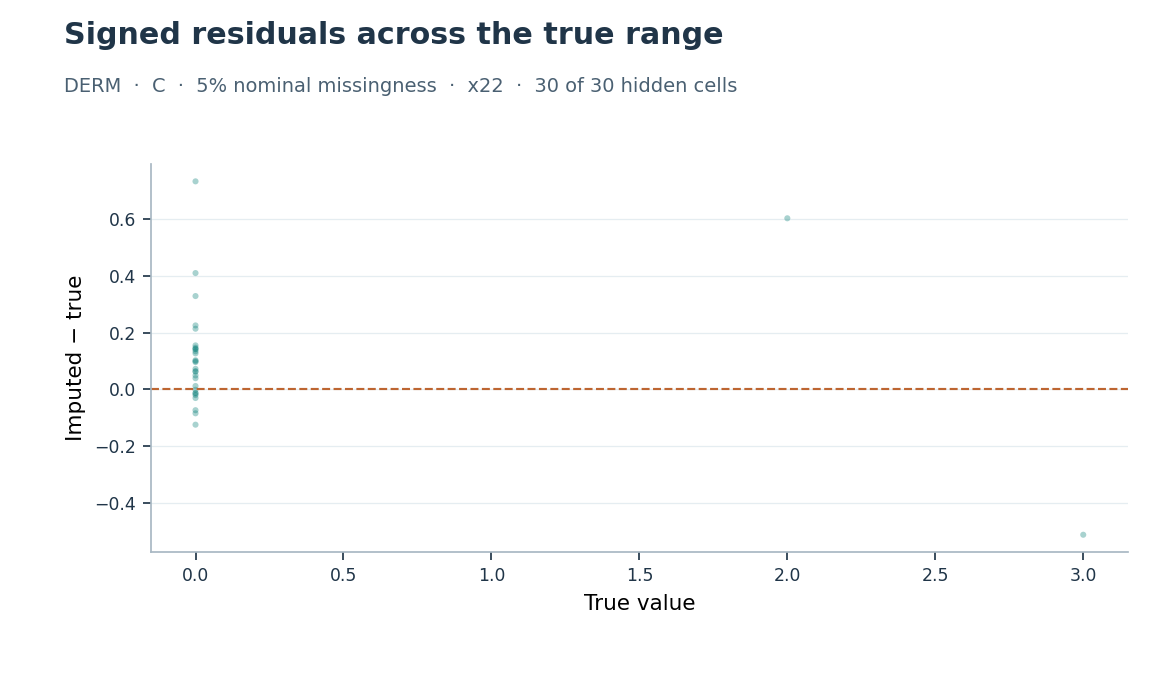 Signed residuals across the true range
DERM · C · 5% nominal missingness · x22 · 30 of 30 hidden cells
Imputed − true
0.6
0.4
0.2
0.0
−0.2
−0.4
0.0 0.5 1.0 1.5 2.0 2.5 3.0
True value